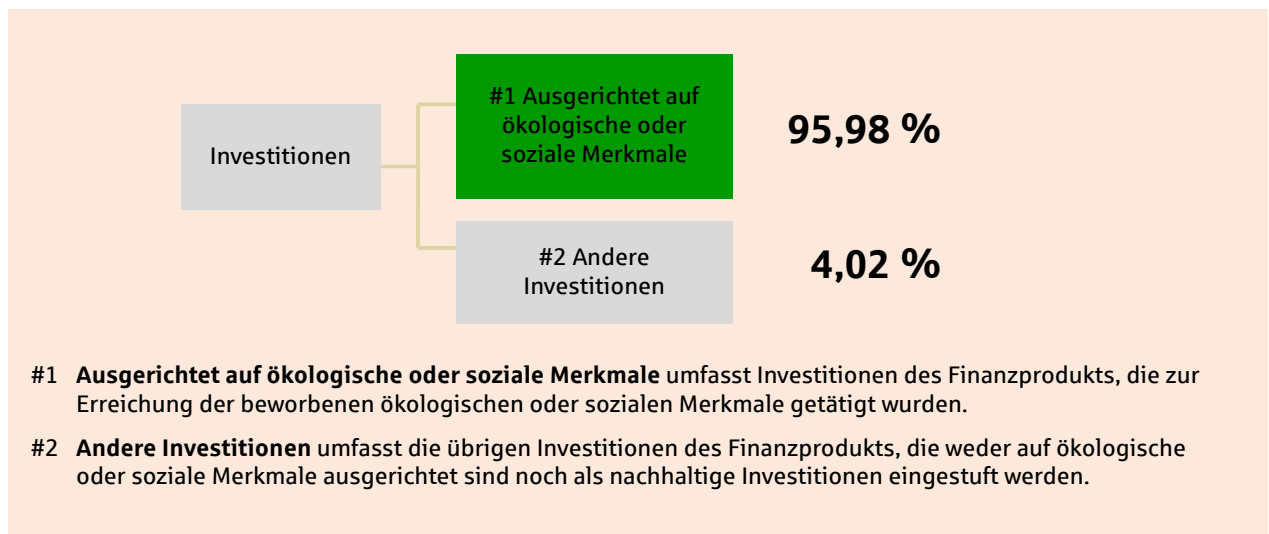 #1 Ausgerichtet auf
ökologische oder
soziale Merkmale
95,98 %
Investitionen
#2 Andere
Investitionen
4,02 %
#1 Ausgerichtet auf ökologische oder soziale Merkmale umfasst Investitionen des Finanzprodukts, die zur
Erreichung der beworbenen ökologischen oder sozialen Merkmale getätigt wurden.
#2 Andere Investitionen umfasst die übrigen Investitionen des Finanzprodukts, die weder auf ökologische
oder soziale Merkmale ausgerichtet sind noch als nachhaltige Investitionen eingestuft werden.